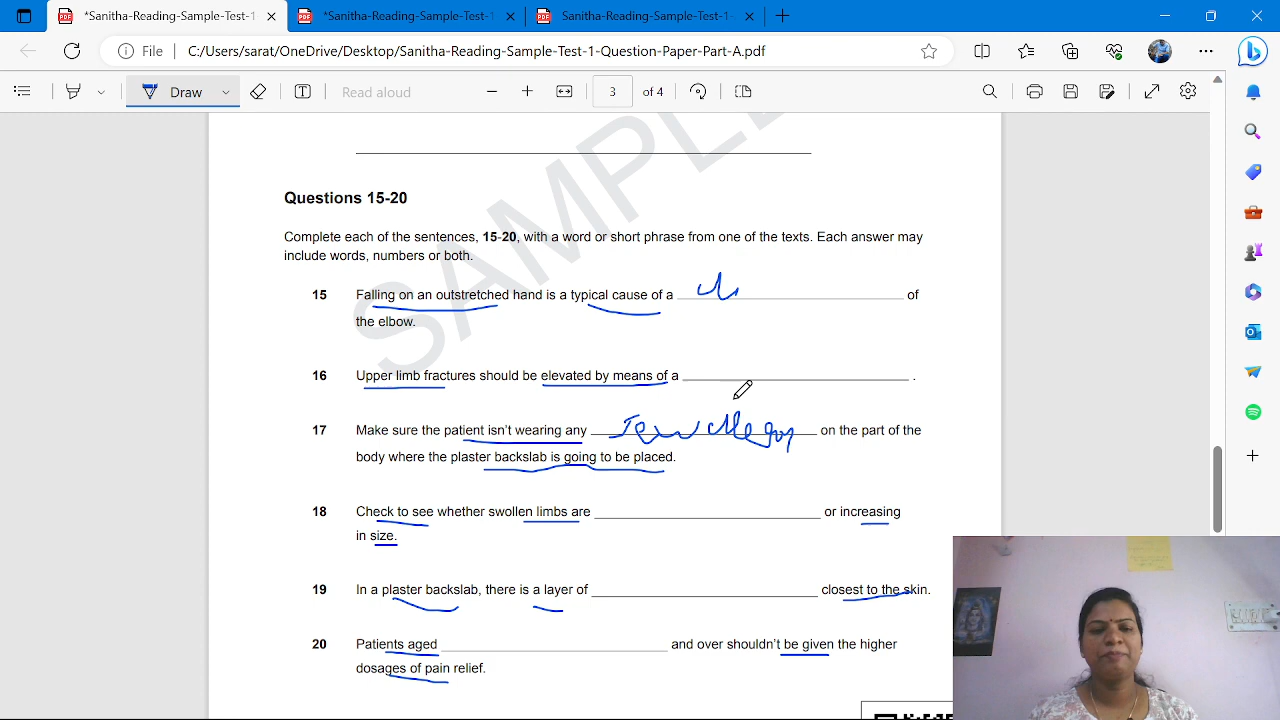 *Sanitha-Reading-Sample-Test-1
*Sanitha-Reading-Sample-Test-1
Sanitha-Reading-Sample-Test-1-
File
C:/Users/sarat/OneDrive/Desktop/Sanitha-Reading-Sample-Test-1-Question-Paper-Part-A.pdf
Draw
Read aloud
3
of 4
SAMPLE
Questions 15-20
Complete each of the sentences, 15-20, with a word or short phrase from one of the texts. Each answer may
include words, numbers or both.
15 Falling on an outstretched hand is a typical cause of a of
the elbow.
16 Upper limb fractures should be elevated by means of a .
17 Make sure the patient isn't wearing any on the part of the
body where the plaster backslab is going to be placed.
18 Check to see whether swollen limbs are or increasing
in size.
19 In a plaster backslab, there is a layer of closest to the skin.
20 Patients aged and over shouldn't be given the higher
dosages of pain relief.